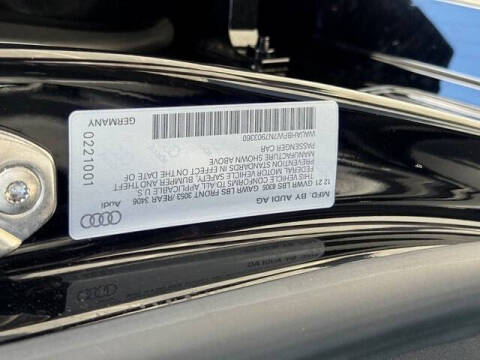 Audi
MFD. BY: AUDI AG
12 21
GVWR LBS 6305 GAWR LBS FRONT 3053 /REAR 3406
THIS VEHICLE CONFORMS TO ALL APPLICABLE U.S.
FEDERAL MOTOR VEHICLE SAFETY, BUMPER AND THEFT
PREVENTION STANDARDS IN EFFECT ON THE DATE OF
MANUFACTURE SHOWN ABOVE
PASSENGER CAR
GERMANY
0221001